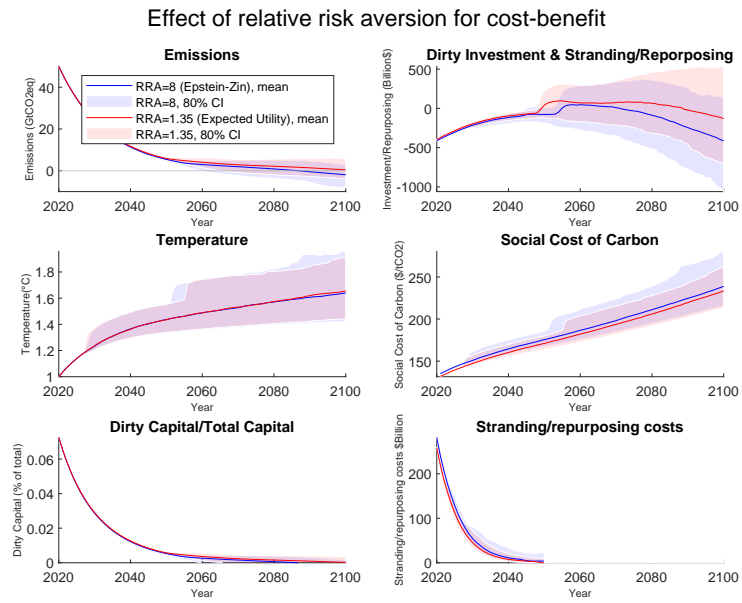 Effect of relative risk aversion for cost-benefit
Emissions
Emissions (GtCO2eq)
40
20
0
2020 2040 2060 2080 2100
Year
RRA=8 (Epstein-Zin), mean
RRA=8, 80% CI
RRA=1.35 (Expected Utility), mean
RRA=1.35, 80% CI
Dirty Investment & Stranding/Reporposing
Investment/Repurposing (Billion$)
500
0
-1000
2020 2040 2060 2080 2100
Year
Temperature
Temperature(°C)
1.8
1.6
1.4
1.2
1
2020 2040 2060 2080 2100
Year
Social Cost of Carbon
Social Cost of Carbon ($/tCO2)
250
200
150
2020 2040 2060 2080 2100
Year
Dirty Capital/Total Capital
Dirty Capital (% of total)
0.06
0.04
0.02
0
2020 2040 2060 2080 2100
Year
Stranding/repurposing costs
Stranding/repurposing costs $Billion
200
100
0
2020 2040 2060 2080 2100
Year